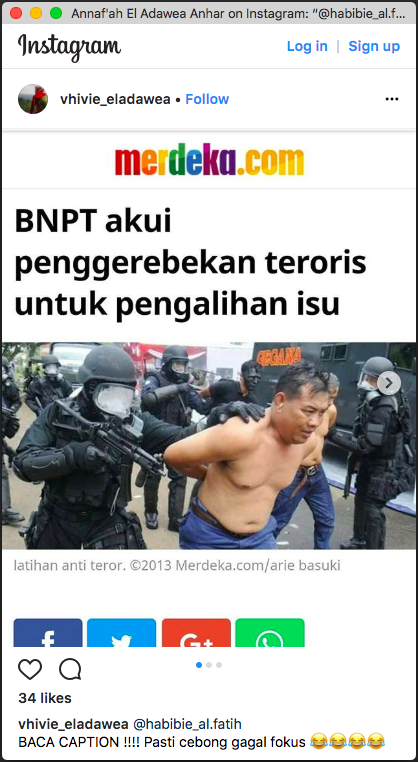 Annaf'ah El Adawea Anhar on Instagram: "@habibie_al.f...
Instagram
Log in | Sign up
vhivie_eladawea • Follow
merdeka.com
BNPT akui
penggerebekan teroris
untuk pengalihan isu
GEGANA
latihan anti teror. ©2013 Merdeka.com/arie basuki
34 likes
vhivie_eladawea @habibie_al.fatih
BACA CAPTION !!!! Pasti cebong gagal fokus 😂😂😂😂